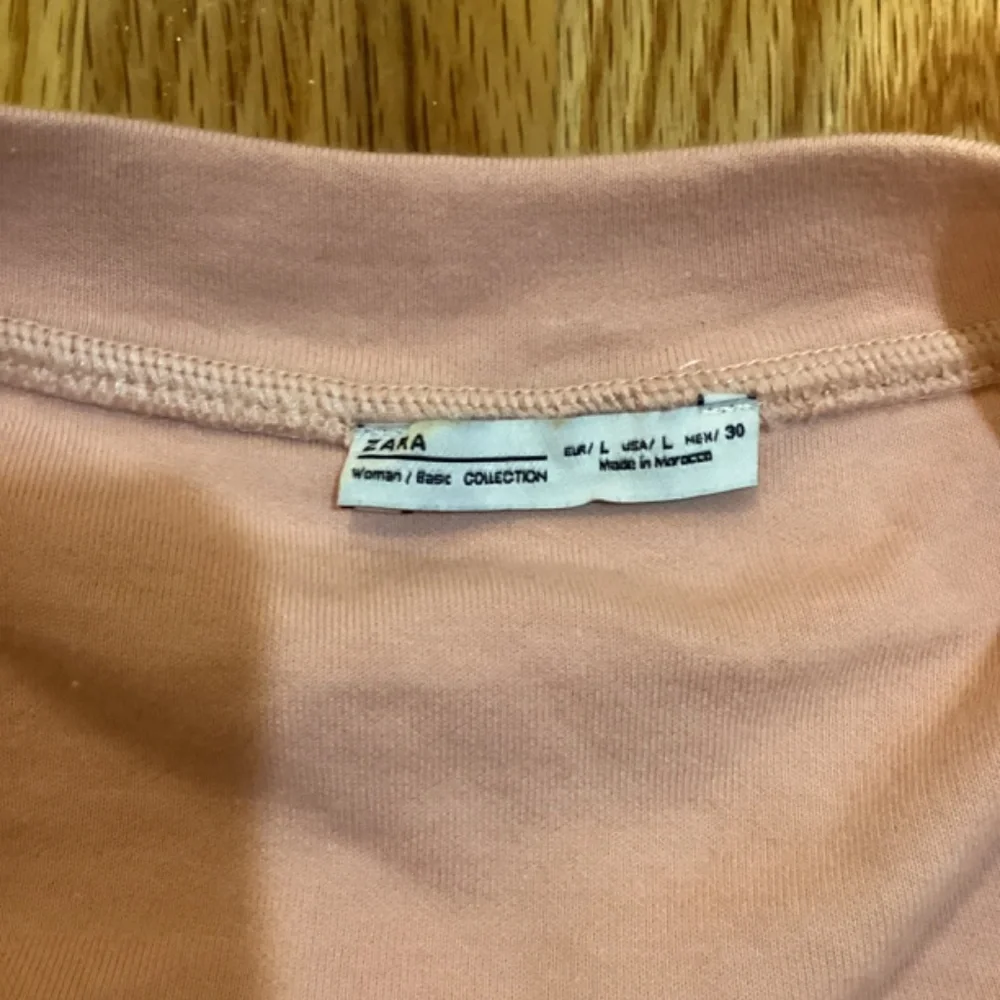 ZARA
Woman / Basic COLLECTION
EUR/ L USA/ L MEX/ 30
Made in Morocco